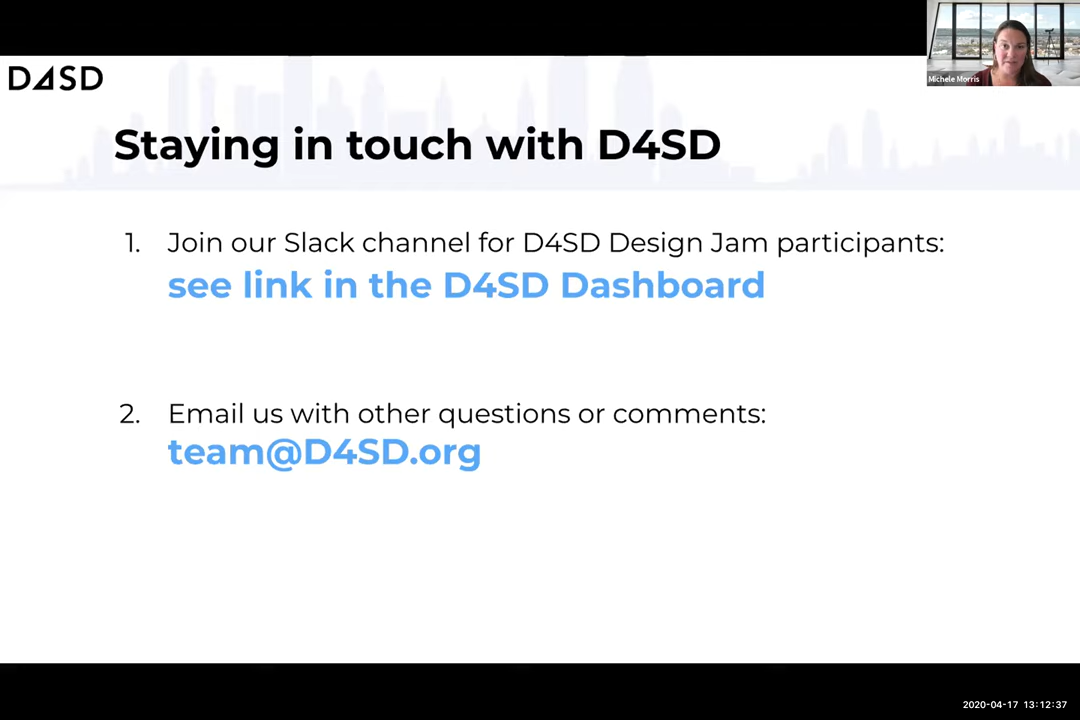 D4SD
Michele Morris
Staying in touch with D4SD
1. Join our Slack channel for D4SD Design Jam participants:
see link in the D4SD Dashboard
2. Email us with other questions or comments:
team@D4SD.org
2020-04-17 13:12:37